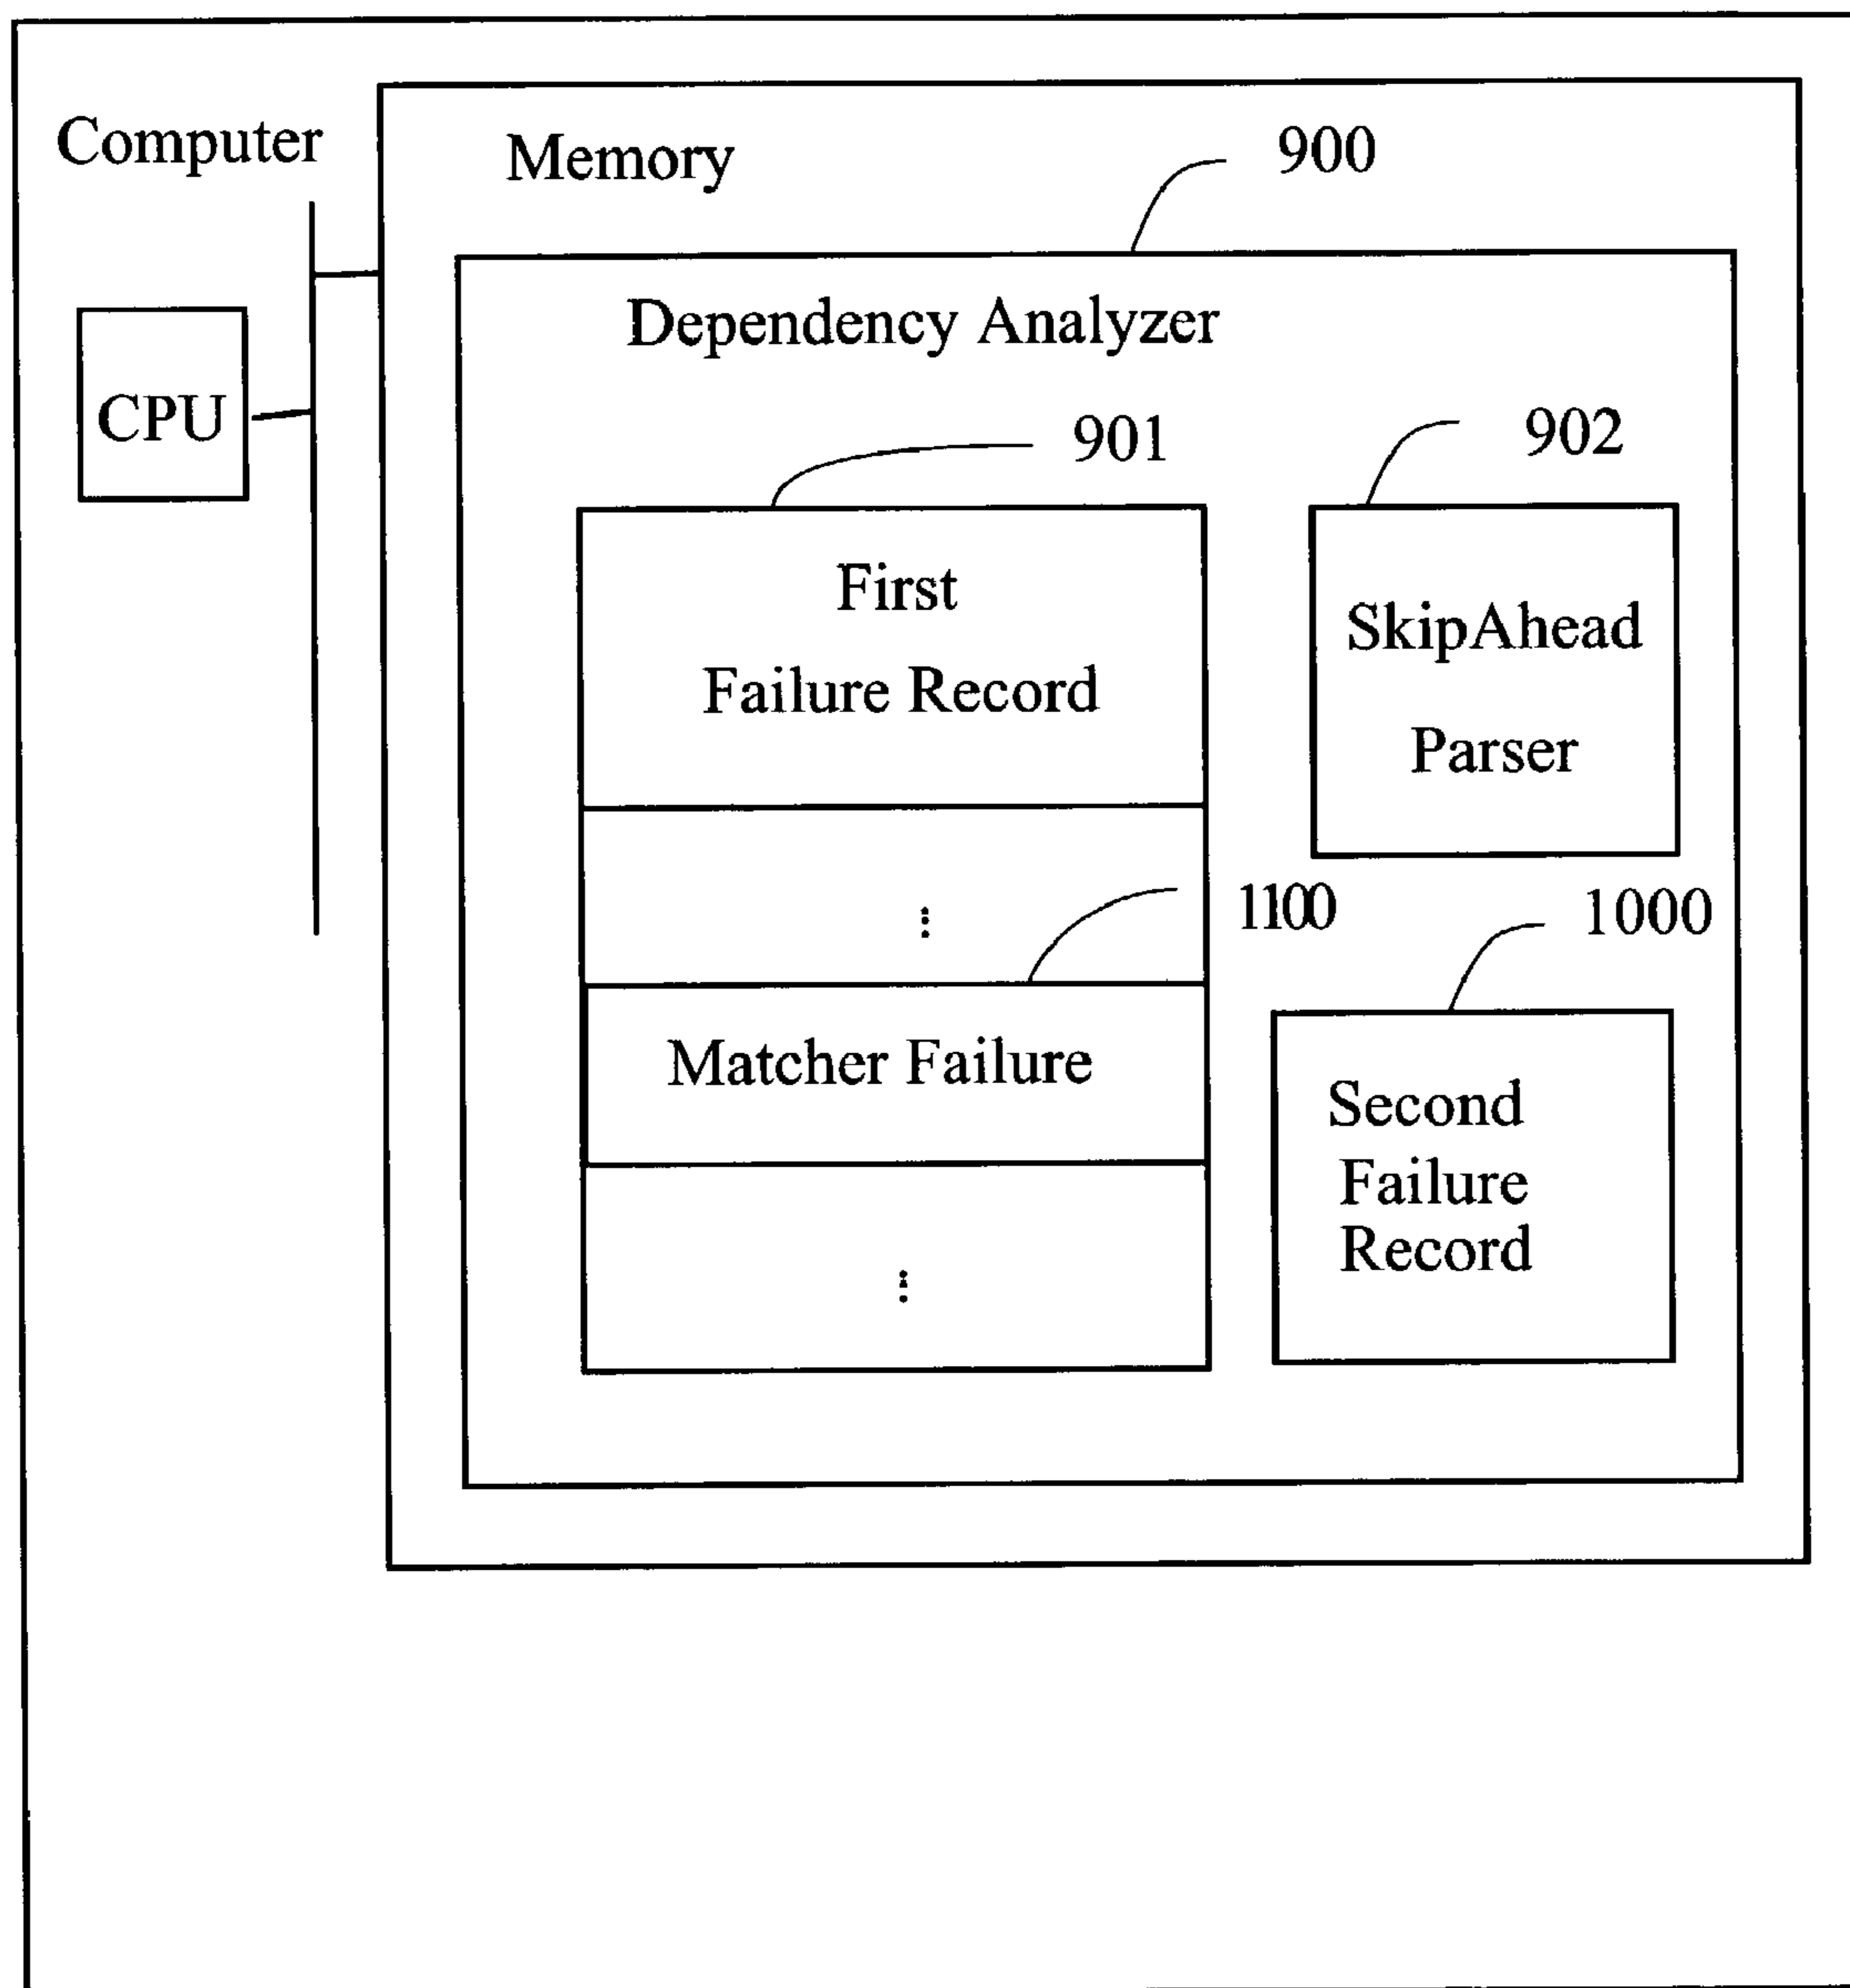 Computer
Memory
900
Dependency Analyzer
CPU
901
902
First
Failure Record
SkipAhead
Parser
1100
1000
Matcher Failure
Second
Failure
Record